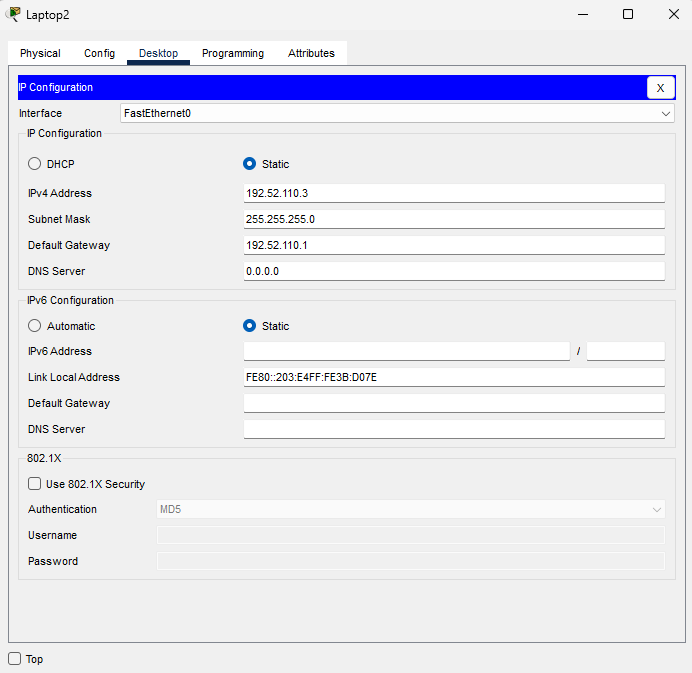 Laptop2
Physical Config Desktop Programming Attributes
IP Configuration X
Interface FastEthernet0
IP Configuration
DHCP Static
IPv4 Address 192.52.110.3
Subnet Mask 255.255.255.0
Default Gateway 192.52.110.1
DNS Server 0.0.0.0
IPv6 Configuration
Automatic Static
IPv6 Address /
Link Local Address FE80::203:E4FF:FE3B:D07E
Default Gateway
DNS Server
802.1X
Use 802.1X Security
Authentication MD5
Username
Password
Top